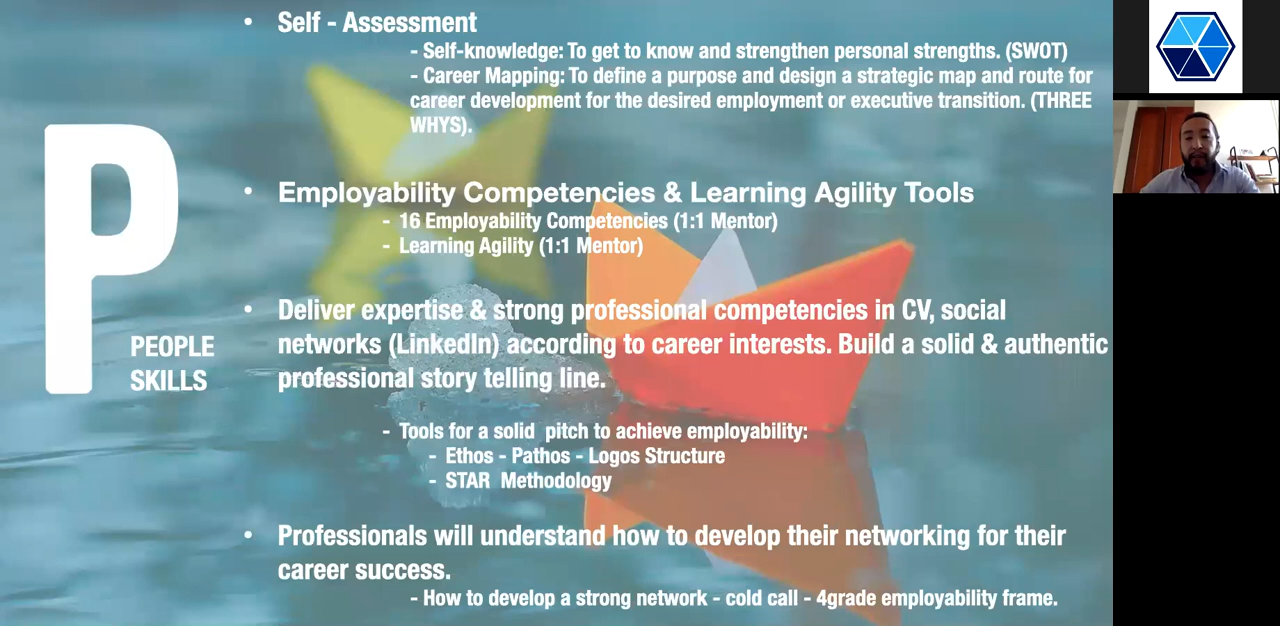 • Self - Assessment
- Self-knowledge: To get to know and strengthen personal strengths. (SWOT)
- Career Mapping: To define a purpose and design a strategic map and route for
career development for the desired employment or executive transition. (THREE
WHYS).
P
PEOPLE
SKILLS
• Employability Competencies & Learning Agility Tools
- 16 Employability Competencies (1:1 Mentor)
- Learning Agility (1:1 Mentor)
• Deliver expertise & strong professional competencies in CV, social
networks (LinkedIn) according to career interests. Build a solid & authentic
professional story telling line.
- Tools for a solid pitch to achieve employability:
- Ethos - Pathos - Logos Structure
- STAR Methodology
• Professionals will understand how to develop their networking for their
career success.
- How to develop a strong network - cold call - 4grade employability frame.